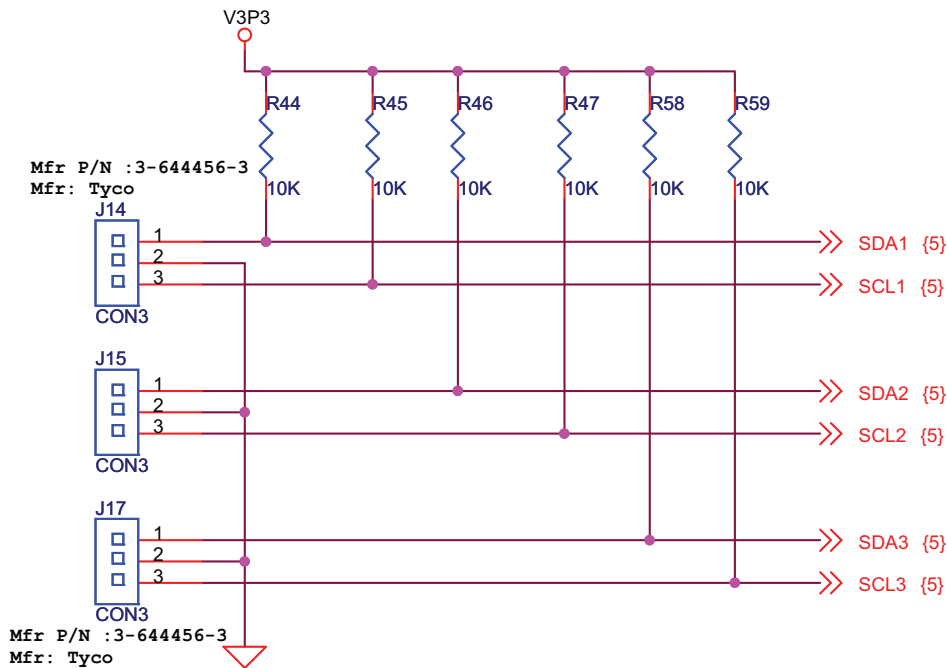 V3P3
R44 R45 R46 R47 R58 R59
10K 10K 10K 10K 10K 10K
Mfr P/N :3-644456-3
Mfr: Tyco
J14
1 SDA1 {5}
2
3 SCL1 {5}
CON3
J15
1 SDA2 {5}
2
3 SCL2 {5}
CON3
J17
1 SDA3 {5}
2
3 SCL3 {5}
CON3
Mfr P/N :3-644456-3
Mfr: Tyco